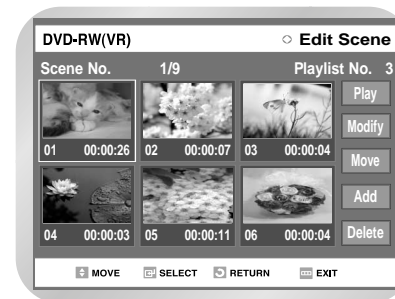 DVD-RW(VR) Edit Scene
Scene No. 1/9 Playlist No. 3
Play
Modify
01 00:00:26 02 00:00:07 03 00:00:04
Move
Add
04 00:00:03 05 00:00:11 06 00:00:04 Delete
MOVE SELECT RETURN EXIT